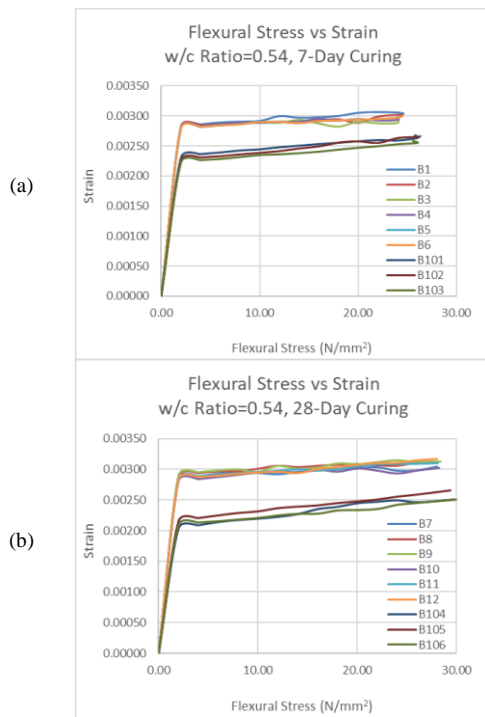 (a)
Flexural Stress vs Strain
w/c Ratio=0.54, 7-Day Curing
0.00350
0.00300
0.00250
0.00200
0.00150
0.00100
0.00050
0.00000
Strain
B1
B2
B3
B4
B5
B6
B101
B102
B103
0.00 10.00 20.00 30.00
Flexural Stress (N/mm²)
(b)
Flexural Stress vs Strain
w/c Ratio=0.54, 28-Day Curing
0.00350
0.00300
0.00250
0.00200
0.00150
0.00100
0.00050
0.00000
Strain
B7
B8
B9
B10
B11
B12
B104
B105
B106
0.00 10.00 20.00 30.00
Flexural Stress (N/mm²)